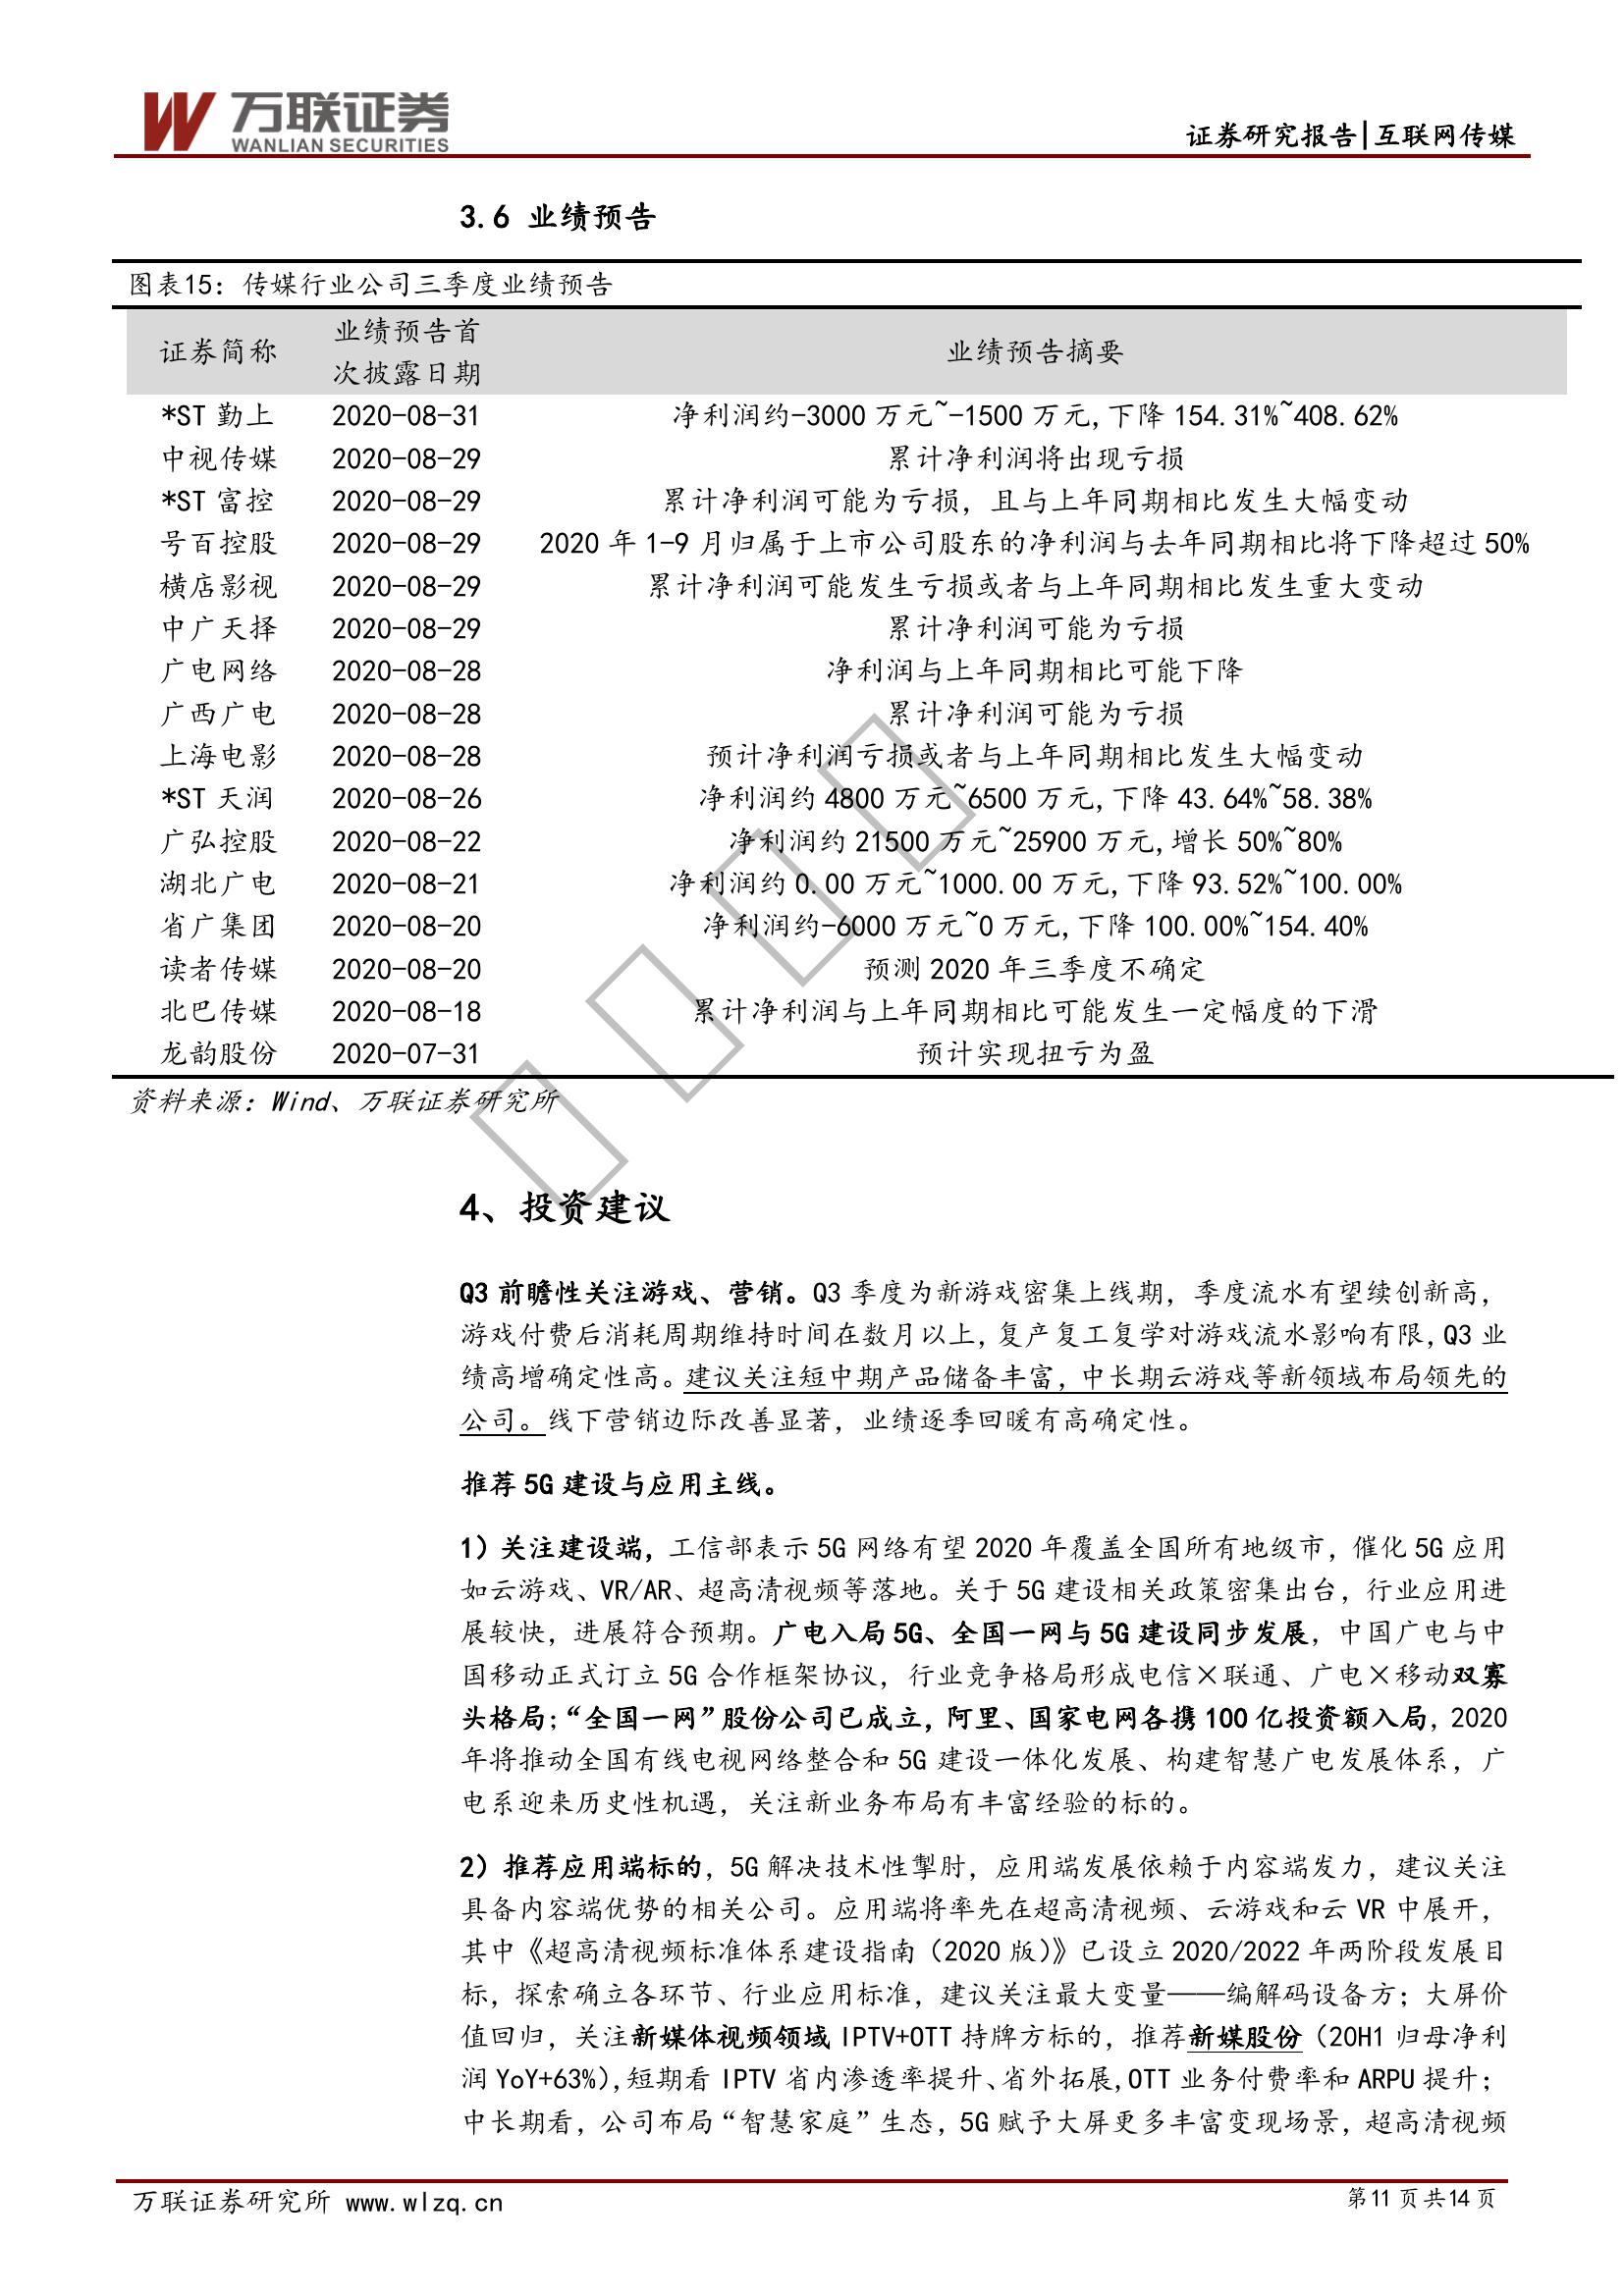 万联证券
WANLIAN SECURITIES
证券研究报告|互联网传媒
3.6 业绩预告
图表15：传媒行业公司三季度业绩预告
证券简称 业绩预告首次披露日期 业绩预告摘要
*ST 勤上 2020-08-31 净利润约-3000 万元~-1500 万元,下降 154.31%~408.62%
中视传媒 2020-08-29 累计净利润将出现亏损
*ST 富控 2020-08-29 累计净利润可能为亏损，且与上年同期相比发生大幅变动
号百控股 2020-08-29 2020 年 1-9 月归属于上市公司股东的净利润与去年同期相比将下降超过 50%
横店影视 2020-08-29 累计净利润可能发生亏损或者与上年同期相比发生重大变动
中广天择 2020-08-29 累计净利润可能为亏损
广电网络 2020-08-28 净利润与上年同期相比可能下降
广西广电 2020-08-28 累计净利润可能为亏损
上海电影 2020-08-28 预计净利润亏损或者与上年同期相比发生大幅变动
*ST 天润 2020-08-26 净利润约 4800 万元~6500 万元,下降 43.64%~58.38%
广弘控股 2020-08-22 净利润约 21500 万元~25900 万元,增长 50%~80%
湖北广电 2020-08-21 净利润约 0.00 万元~1000.00 万元,下降 93.52%~100.00%
省广集团 2020-08-20 净利润约-6000 万元~0 万元,下降 100.00%~154.40%
读者传媒 2020-08-20 预测 2020 年三季度不确定
北巴传媒 2020-08-18 累计净利润与上年同期相比可能发生一定幅度的下滑
龙韵股份 2020-07-31 预计实现扭亏为盈
资料来源：Wind、万联证券研究所
4、投资建议
Q3 前瞻性关注游戏、营销。Q3 季度为新游戏密集上线期，季度流水有望续创新高，
游戏付费后消耗周期维持时间在数月以上，复产复工复学对游戏流水影响有限，Q3 业
绩高增确定性高。建议关注短中期产品储备丰富，中长期云游戏等新领域布局领先的
公司。线下营销边际改善显著，业绩逐季回暖有高确定性。
推荐 5G 建设与应用主线。
1）关注建设端，工信部表示 5G 网络有望 2020 年覆盖全国所有地级市，催化 5G 应用
如云游戏、VR/AR、超高清视频等落地。关于 5G 建设相关政策密集出台，行业应用进
展较快，进展符合预期。广电入局 5G、全国一网与 5G 建设同步发展，中国广电与中
国移动正式订立 5G 合作框架协议，行业竞争格局形成电信×联通、广电×移动双寡
头格局；“全国一网”股份公司已成立，阿里、国家电网各携 100 亿投资额入局，2020
年将推动全国有线电视网络整合和 5G 建设一体化发展、构建智慧广电发展体系，广
电系迎来历史性机遇，关注新业务布局有丰富经验的标的。
2）推荐应用端标的，5G 解决技术性掣肘，应用端发展依赖于内容端发力，建议关注
具备内容端优势的相关公司。应用端将率先在超高清视频、云游戏和云 VR 中展开，
其中《超高清视频标准体系建设指南（2020 版）》已设立 2020/2022 年两阶段发展目
标，探索确立各环节、行业应用标准，建议关注最大变量——编解码设备方；大屏价
值回归，关注新媒体视频领域 IPTV+OTT 持牌方标的，推荐新媒股份（20H1 归母净利
润 YoY+63%），短期看 IPTV 省内渗透率提升、省外拓展，OTT 业务付费率和 ARPU 提升；
中长期看，公司布局“智慧家庭”生态，5G 赋予大屏更多丰富变现场景，超高清视频
万联证券研究所 www.wlzq.cn
第 11 页 共 14 页